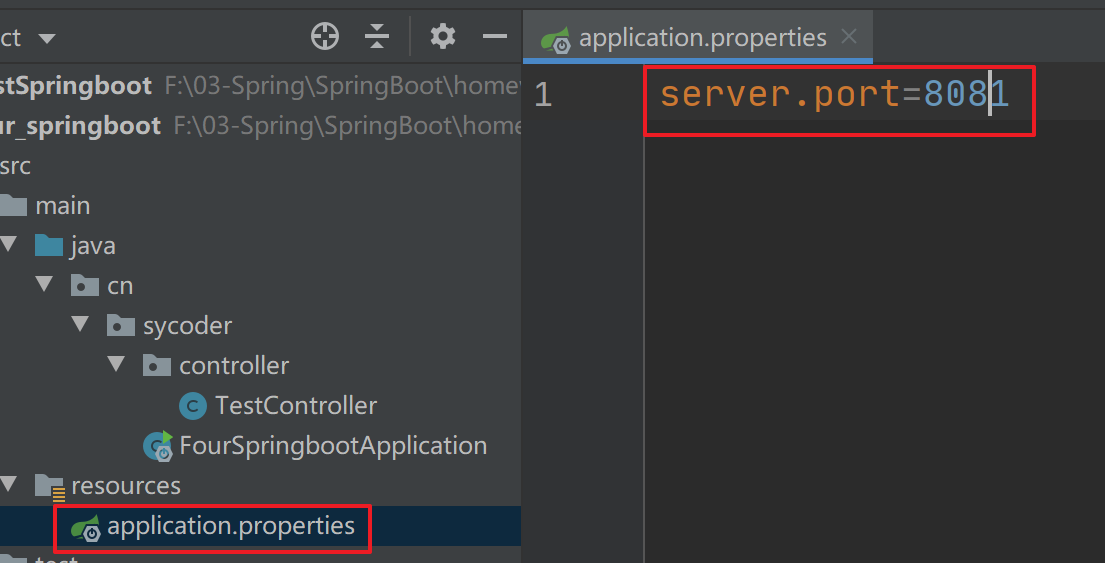 ct
application.properties
stSpringboot F:\03-Spring\SpringBoot\home
ur_springboot F:\03-Spring\SpringBoot\home
src
main
java
cn
sycoder
controller
TestController
FourSpringbootApplication
resources
application.properties
test
1 server.port=8081